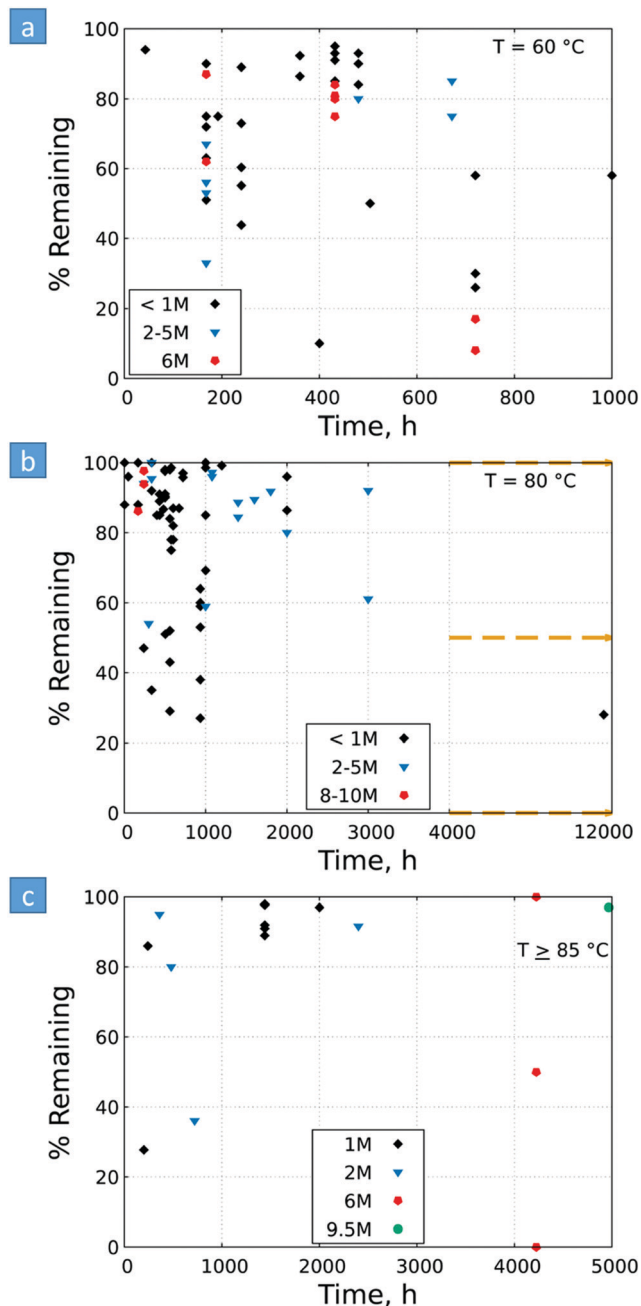 a
100
80
60
40
20
0
% Remaining
T = 60 °C
< 1M
2-5M
6M
200
400
600
800
1000
Time, h
b
100
80
60
40
20
0
% Remaining
T = 80 °C
< 1M
2-5M
8-10M
0
1000
2000
3000
4000
12000
Time, h
c
100
80
60
40
20
0
% Remaining
T ≥ 85 °C
1M
2M
6M
9.5M
0
1000
2000
3000
4000
5000
Time, h